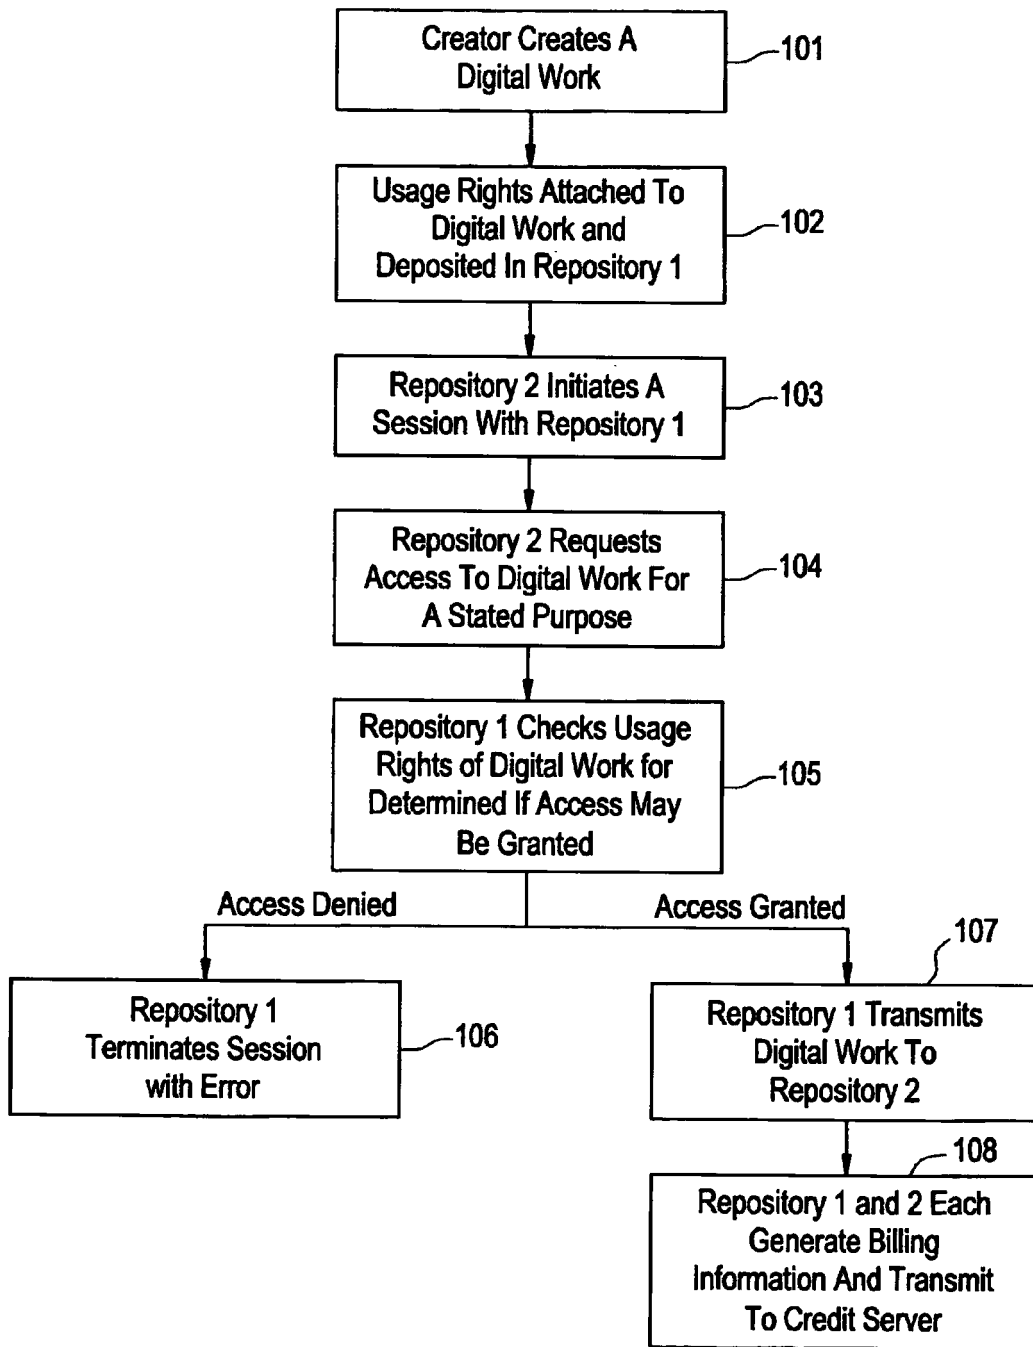 Creator Creates A
Digital Work
101
Usage Rights Attached To
Digital Work and
Deposited In Repository 1
102
Repository 2 Initiates A
Session With Repository 1
103
Repository 2 Requests
Access To Digital Work For
A Stated Purpose
104
Repository 1 Checks Usage
Rights of Digital Work for
Determined If Access May
Be Granted
105
Access Denied
Access Granted
Repository 1
Terminates Session
with Error
106
107
Repository 1 Transmits
Digital Work To
Repository 2
108
Repository 1 and 2 Each
Generate Billing
Information And Transmit
To Credit Server